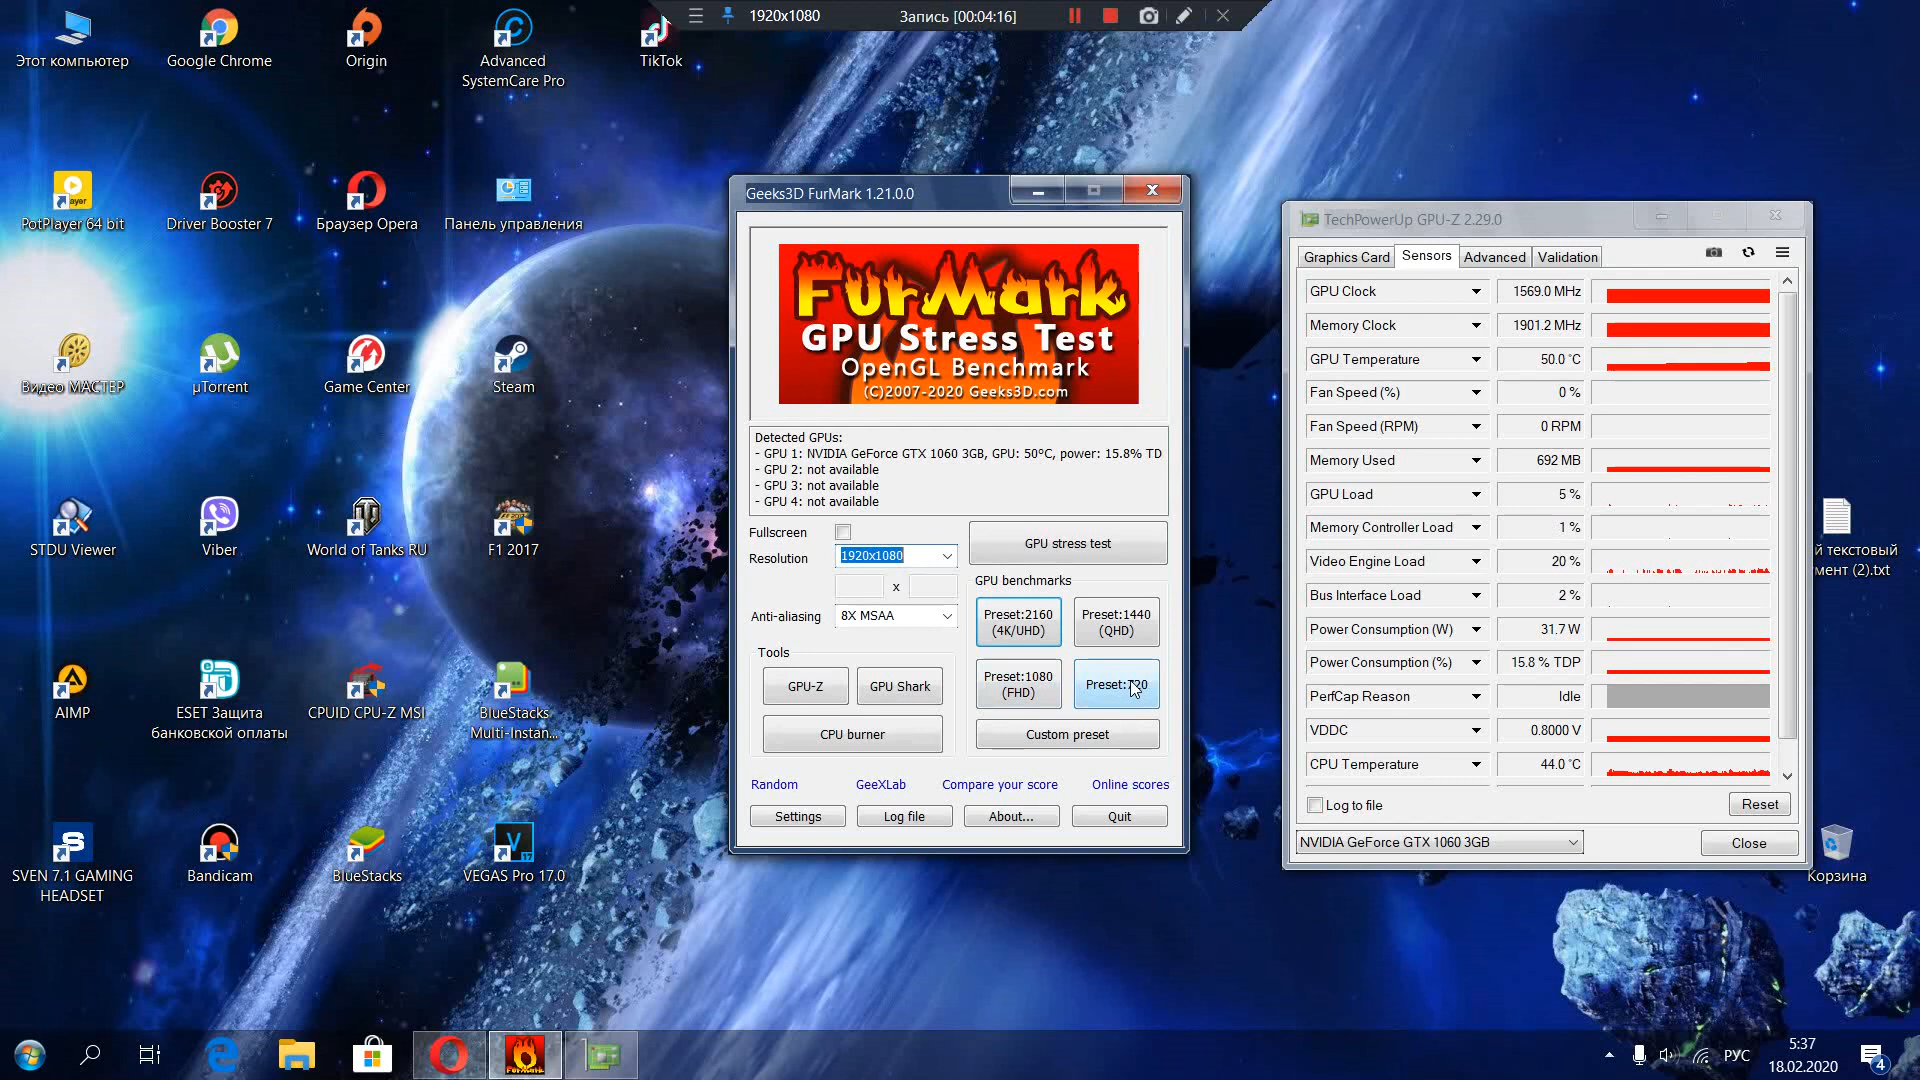 1920x1080
Запись [00:04:16]
Этот компьютер
Google Chrome
Origin
Advanced
SystemCare Pro
TikTok
PotPlayer 64 bit
Driver Booster 7
Браузер Opera
Панель управления
Видео МАСТЕР
µTorrent
Game Center
Steam
STDU Viewer
Viber
World of Tanks RU
F1 2017
AIMP
ESET Защита
банковской оплаты
CPUID CPU-Z MSI
BlueStacks
Multi-Instan...
SVEN 7.1 GAMING
HEADSET
Bandicam
BlueStacks
VEGAS Pro 17.0
Geeks3D FurMark 1.21.0.0
FurMark
GPU Stress Test
OpenGL Benchmark
(C)2007-2020 Geeks3D.com
Detected GPUs:
- GPU 1: NVIDIA GeForce GTX 1060 3GB, GPU: 50°C, power: 15.8% TD
- GPU 2: not available
- GPU 3: not available
- GPU 4: not available
Fullscreen
Resolution
1920x1080
x
Anti-aliasing
8X MSAA
GPU stress test
GPU benchmarks
Preset:2160
(4K/UHD)
Preset:1440
(QHD)
Preset:1080
(FHD)
Preset:720
Custom preset
Tools
GPU-Z
GPU Shark
CPU burner
Random
GeeXLab
Compare your score
Online scores
Settings
Log file
About...
Quit
TechPowerUp GPU-Z 2.29.0
Graphics Card
Sensors
Advanced
Validation
GPU Clock 1569.0 MHz
Memory Clock 1901.2 MHz
GPU Temperature 50.0 °C
Fan Speed (%) 0 %
Fan Speed (RPM) 0 RPM
Memory Used 692 MB
GPU Load 5 %
Memory Controller Load 1 %
Video Engine Load 20 %
Bus Interface Load 2 %
Power Consumption (W) 31.7 W
Power Consumption (%) 15.8 % TDP
PerfCap Reason Idle
VDDC 0.8000 V
CPU Temperature 44.0 °C
Log to file
Reset
NVIDIA GeForce GTX 1060 3GB
Close
й текстовый
мент (2).txt
Корзина
FurMark
РУС
5:37
18.02.2020
4